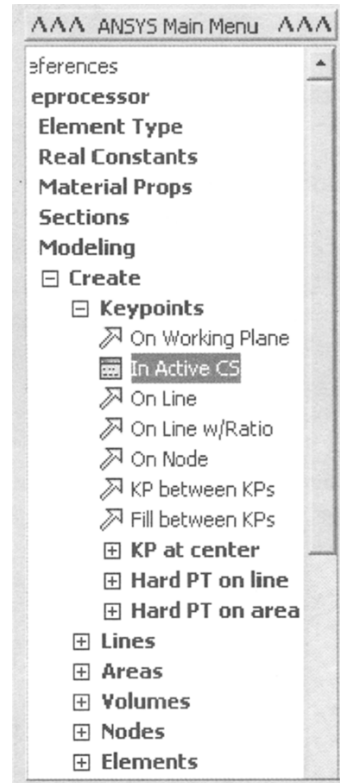 ΛΛΛ ANSYS Main Menu ΛΛΛ
eferences
eprocessor
Element Type
Real Constants
Material Props
Sections
Modeling
Create
Keypoints
On Working Plane
In Active CS
On Line
On Line w/Ratio
On Node
KP between KPs
Fill between KPs
KP at center
Hard PT on line
Hard PT on area
Lines
Areas
Volumes
Nodes
Elements